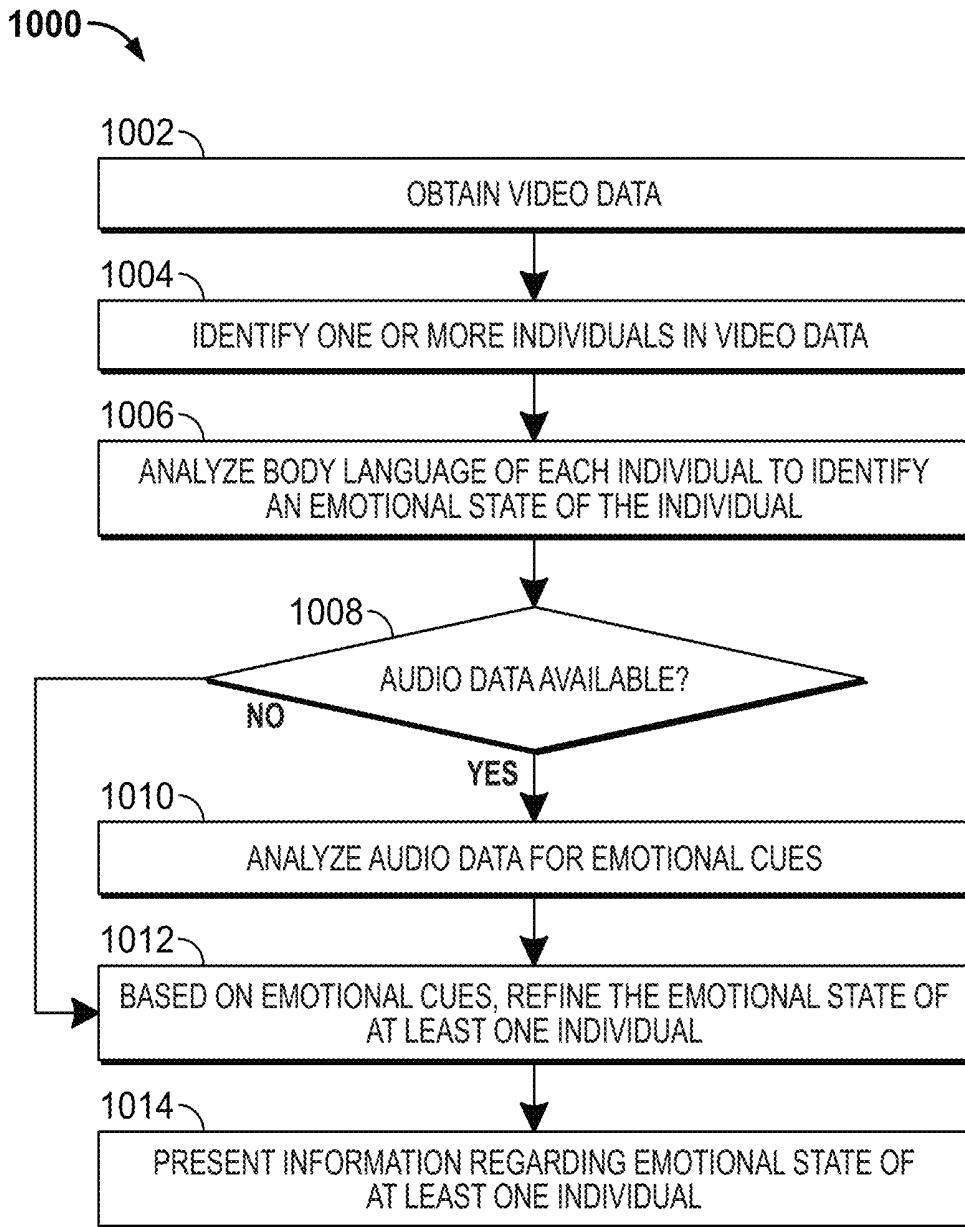 1000
1002
OBTAIN VIDEO DATA
1004
IDENTIFY ONE OR MORE INDIVIDUALS IN VIDEO DATA
1006
ANALYZE BODY LANGUAGE OF EACH INDIVIDUAL TO IDENTIFY
AN EMOTIONAL STATE OF THE INDIVIDUAL
1008
AUDIO DATA AVAILABLE?
NO
YES
1010
ANALYZE AUDIO DATA FOR EMOTIONAL CUES
1012
BASED ON EMOTIONAL CUES, REFINE THE EMOTIONAL STATE OF
AT LEAST ONE INDIVIDUAL
1014
PRESENT INFORMATION REGARDING EMOTIONAL STATE OF
AT LEAST ONE INDIVIDUAL